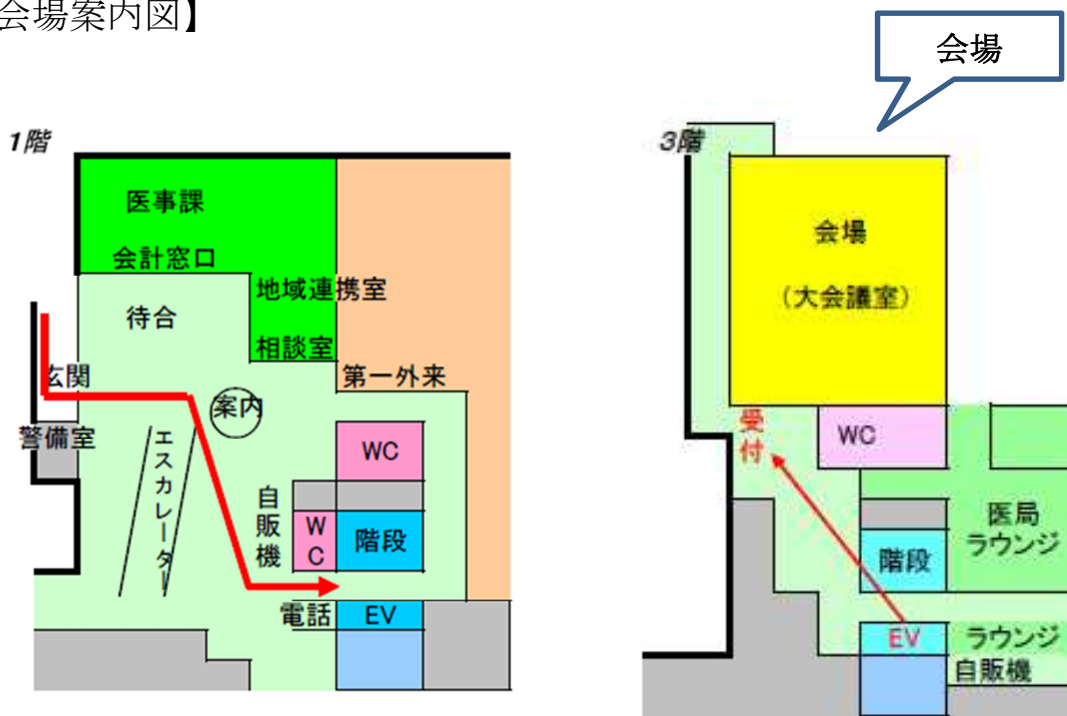 会場案内図】
会場
1階
医事課
会計窓口
地域連携室
待合
相談室
玄関
第一外来
案内
警備室
エスカレーター
WC
自販機
WC
階段
電話
EV
3階
会場
（大会議室）
受付
WC
医局
ラウンジ
階段
EV
ラウンジ
自販機